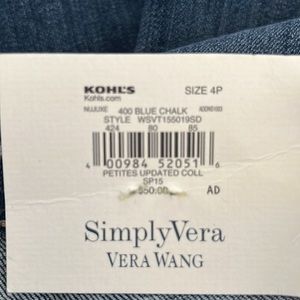 KOHL'S
Kohls.com
SIZE 4P
400 BLUE CHALK
STYLE WSVT155019SD
424 80 85
4 00984 52051 6
PETITES UPDATED COLL
SP15
$50.00
AD
SimplyVera
VERA WANG